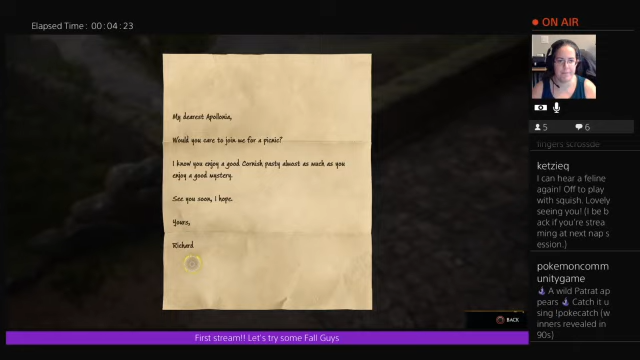 Elapsed Time : 00:04:23
ON AIR
My dearest Apollonia,
Would you care to join me for a picnic?
I know you enjoy a good Cornish pasty almost as much as you
enjoy a good mystery.
See you soon, I hope.
Yours,
Richard
BACK
First stream!! Let's try some Fall Guys
5
6
ketzieq
I can hear a feline
again! Off to play
with squish. Lovely
seeing you! (I be b
ack if you're strea
ming at next nap s
ession.)
pokemoncomm
unitygame
A wild Patrat ap
pears
Catch it u
sing !pokecatch (w
inners revealed in
90s)